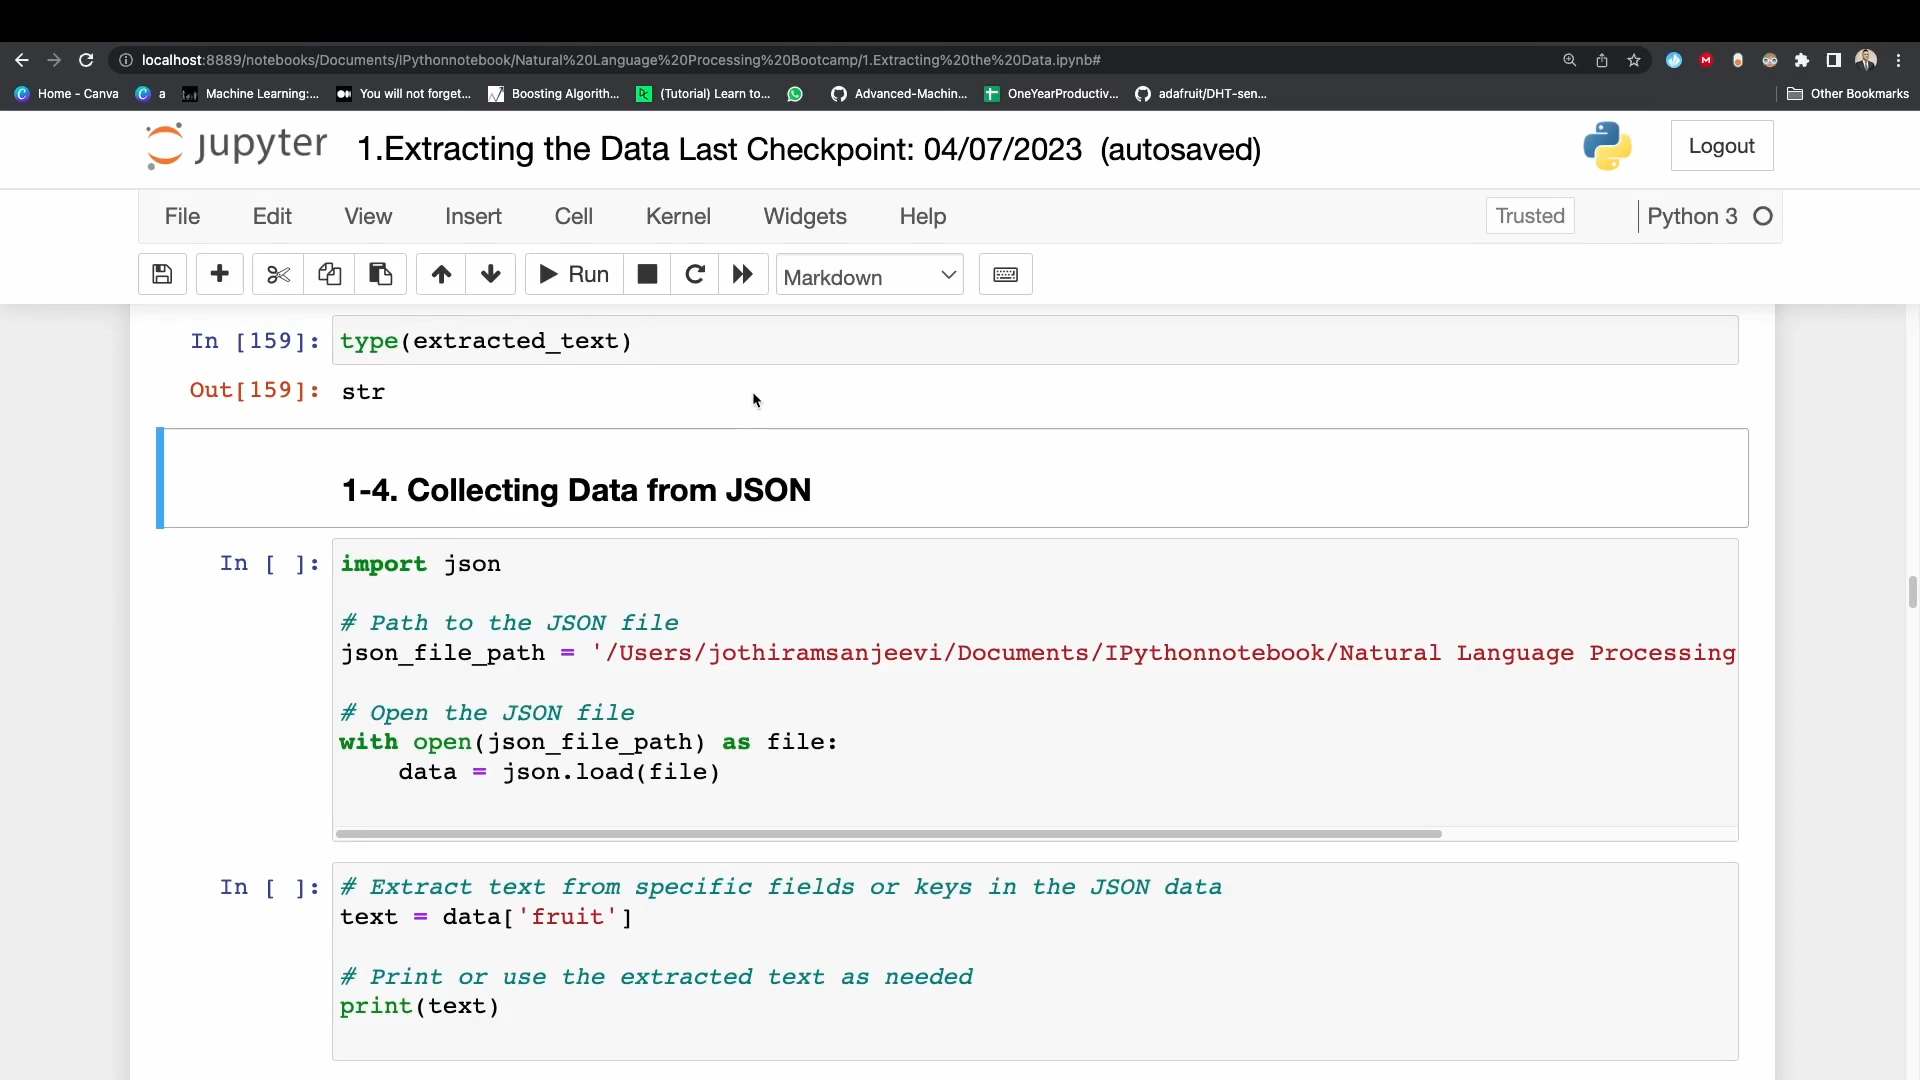 localhost:8889/notebooks/Documents/IPythonnotebook/Natural%20Language%20Processing%20Bootcamp/1.Extracting%20the%20Data.ipynb#
Home - Canva a Machine Learning:... You will not forget... Boosting Algorith... (Tutorial) Learn to... Advanced-Machin... OneYearProductiv... adafruit/DHT-sen... Other Bookmarks
jupyter 1.Extracting the Data Last Checkpoint: 04/07/2023 (autosaved) Logout
File Edit View Insert Cell Kernel Widgets Help Trusted Python 3
Run Markdown
In [159]: type(extracted_text)
Out[159]: str
1-4. Collecting Data from JSON
In [ ]: import json
# Path to the JSON file
json_file_path = '/Users/jothiramsanjeevi/Documents/IPythonnotebook/Natural Language Processing
# Open the JSON file
with open(json_file_path) as file:
data = json.load(file)
In [ ]: # Extract text from specific fields or keys in the JSON data
text = data['fruit']
# Print or use the extracted text as needed
print(text)